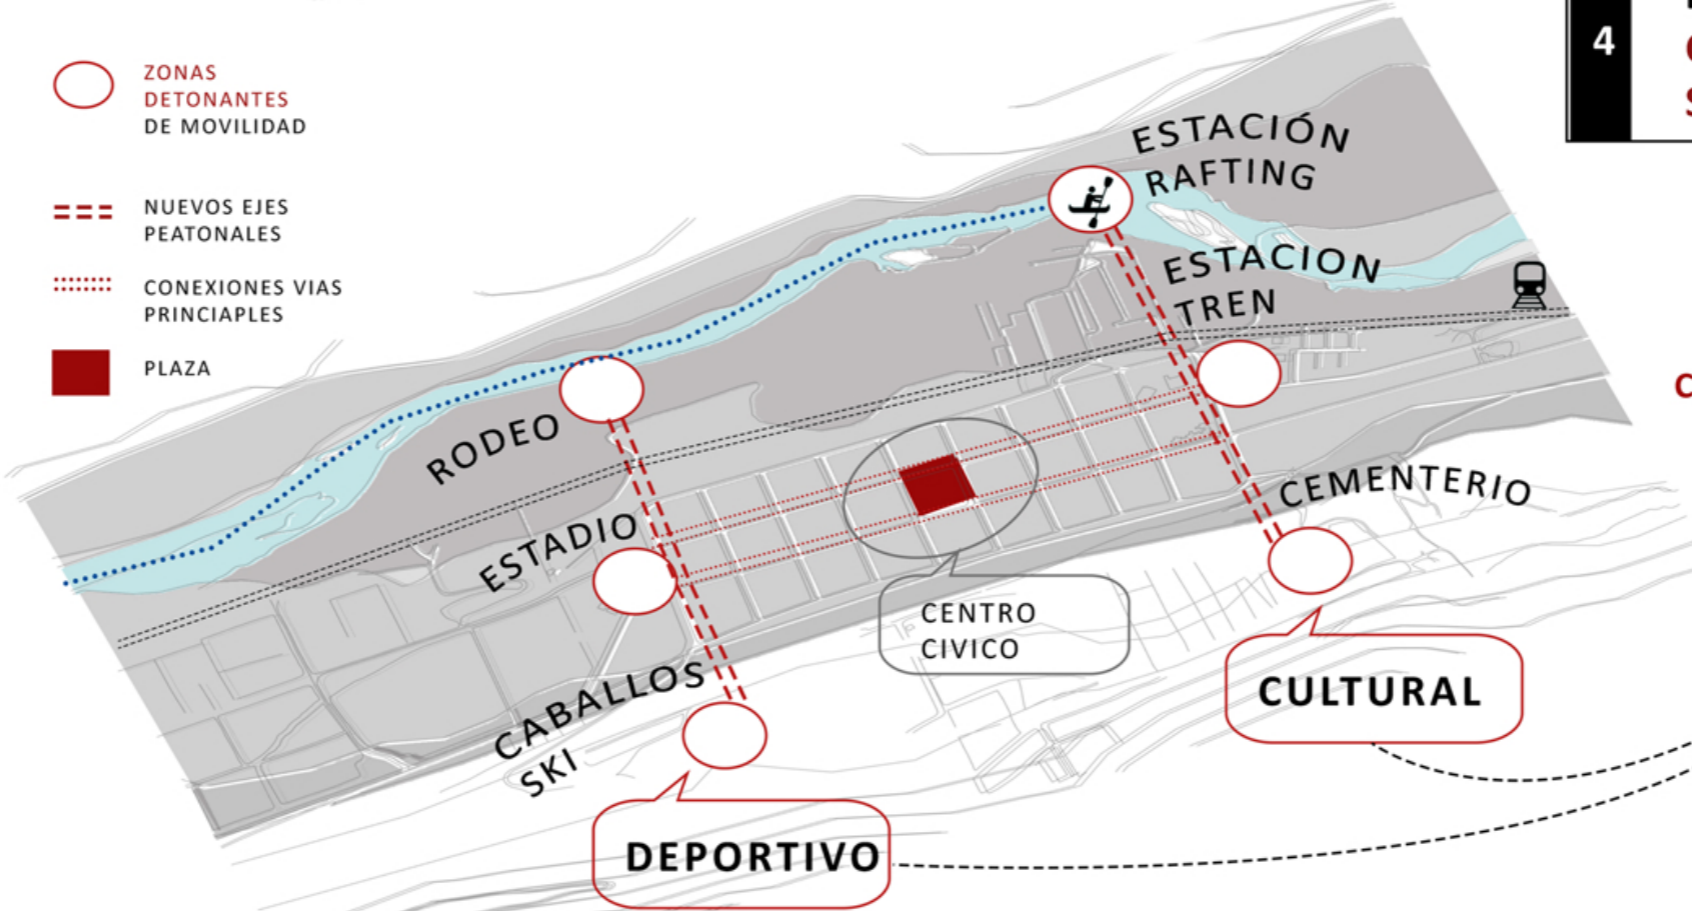 ZONAS
DETONANTES
DE MOVILIDAD
NUEVOS EJES
PEATONALES
CONEXIONES VIAS
PRINCIAPLES
PLAZA
4
ESTACIÓN
RAFTING
ESTACION
TREN
RODEO
ESTADIO
CEMENTERIO
CENTRO
CIVICO
CABALLOS
SKI
CULTURAL
DEPORTIVO